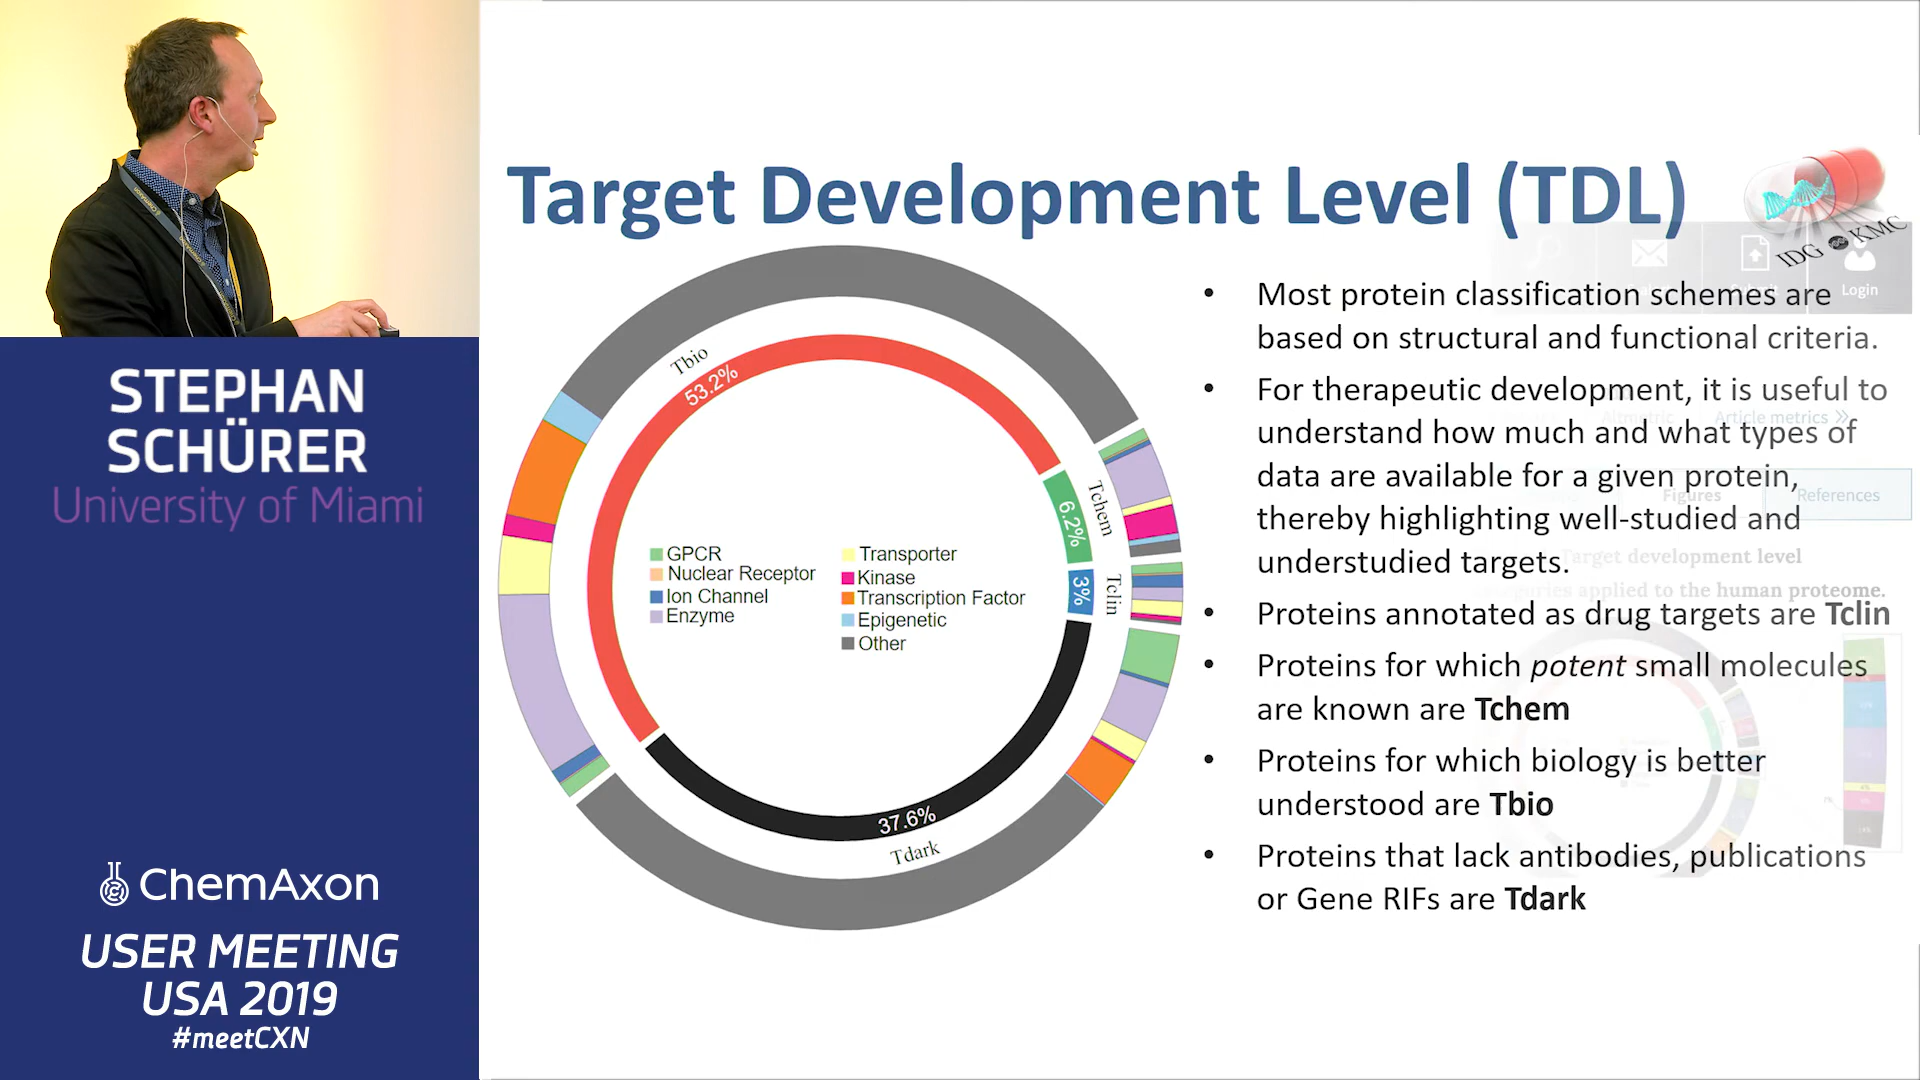 STEPHAN
SCHÜRER
University of Miami
ChemAxon
USER MEETING
USA 2019
#meetCXN
Target Development Level (TDL)
IDG KMC
Login
Tbio
53.2%
Tchem
6.2%
Tclin
3%
37.6%
Tdark
GPCR
Nuclear Receptor
Ion Channel
Enzyme
Transporter
Kinase
Transcription Factor
Epigenetic
Other
• Most protein classification schemes are
based on structural and functional criteria.
• For therapeutic development, it is useful to
understand how much and what types of
data are available for a given protein,
thereby highlighting well-studied and
understudied targets.
• Proteins annotated as drug targets are Tclin
• Proteins for which potent small molecules
are known are Tchem
• Proteins for which biology is better
understood are Tbio
• Proteins that lack antibodies, publications
or Gene RIFs are Tdark
Altmetric
Article metrics »
Figures
References
Target development level
applied to the human proteome.